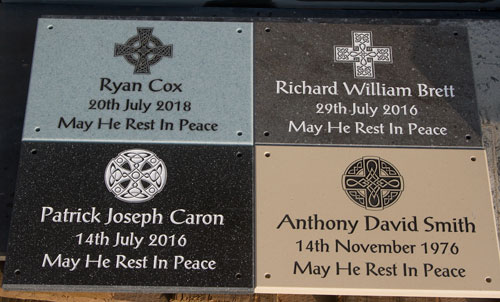 Ryan Cox
20th July 2018
May He Rest In Peace
Richard William Brett
29th July 2016
May He Rest In Peace
Patrick Joseph Caron
14th July 2016
May He Rest In Peace
Anthony David Smith
14th November 1976
May He Rest In Peace